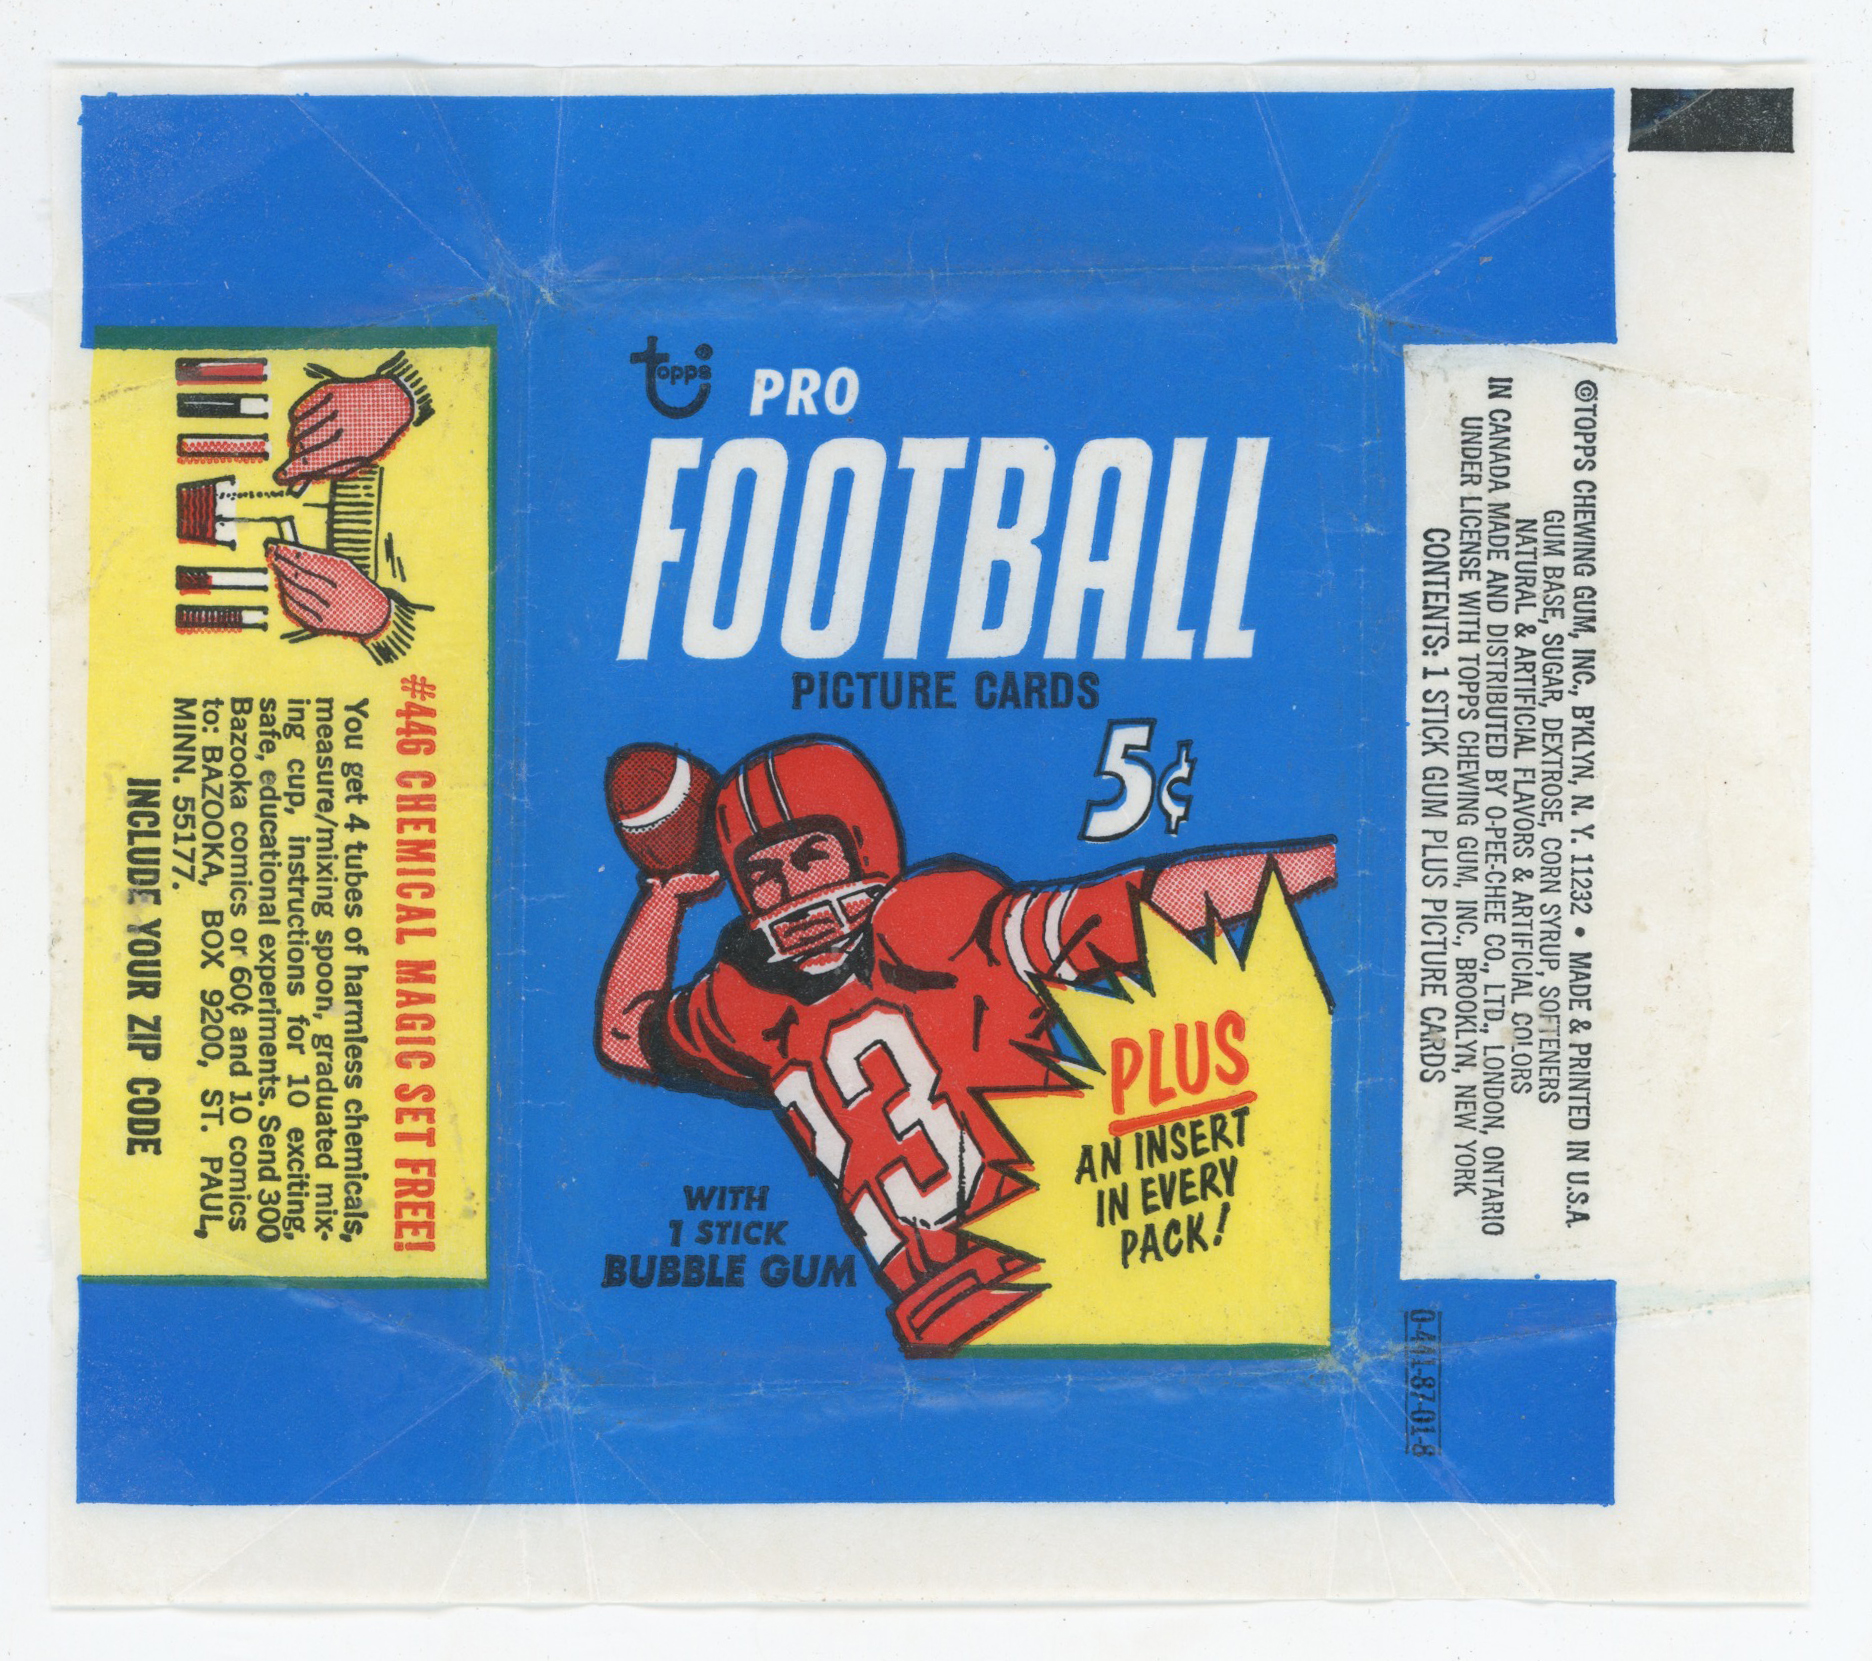 topps®
PRO
FOOTBALL
PICTURE CARDS
5¢
23
PLUS
AN INSERT
IN EVERY
PACK!
WITH
1 STICK
BUBBLE GUM
#446 CHEMICAL MAGIC SET FREE!
You get 4 tubes of harmless chemicals,
measure/mixing spoon, graduated mix-
ing cup, instructions for 10 exciting,
safe, educational experiments. Send 300
Bazooka comics or 60¢ and 10 comics
to: BAZOOKA, BOX 9200, ST. PAUL,
MINN. 55177.
INCLUDE YOUR ZIP CODE
©TOPPS CHEWING GUM, INC., B'KLYN, N. Y. 11232 • MADE & PRINTED IN U.S.A.
GUM BASE, SUGAR, DEXTROSE, CORN SYRUP, SOFTENERS
NATURAL & ARTIFICIAL FLAVORS & ARTIFICIAL COLORS
IN CANADA MADE AND DISTRIBUTED BY O-PEE-CHEE CO., LTD., LONDON, ONTARIO
UNDER LICENSE WITH TOPPS CHEWING GUM, INC., BROOKLYN, NEW YORK
CONTENTS: 1 STICK GUM PLUS PICTURE CARDS
0-441-87-01-8